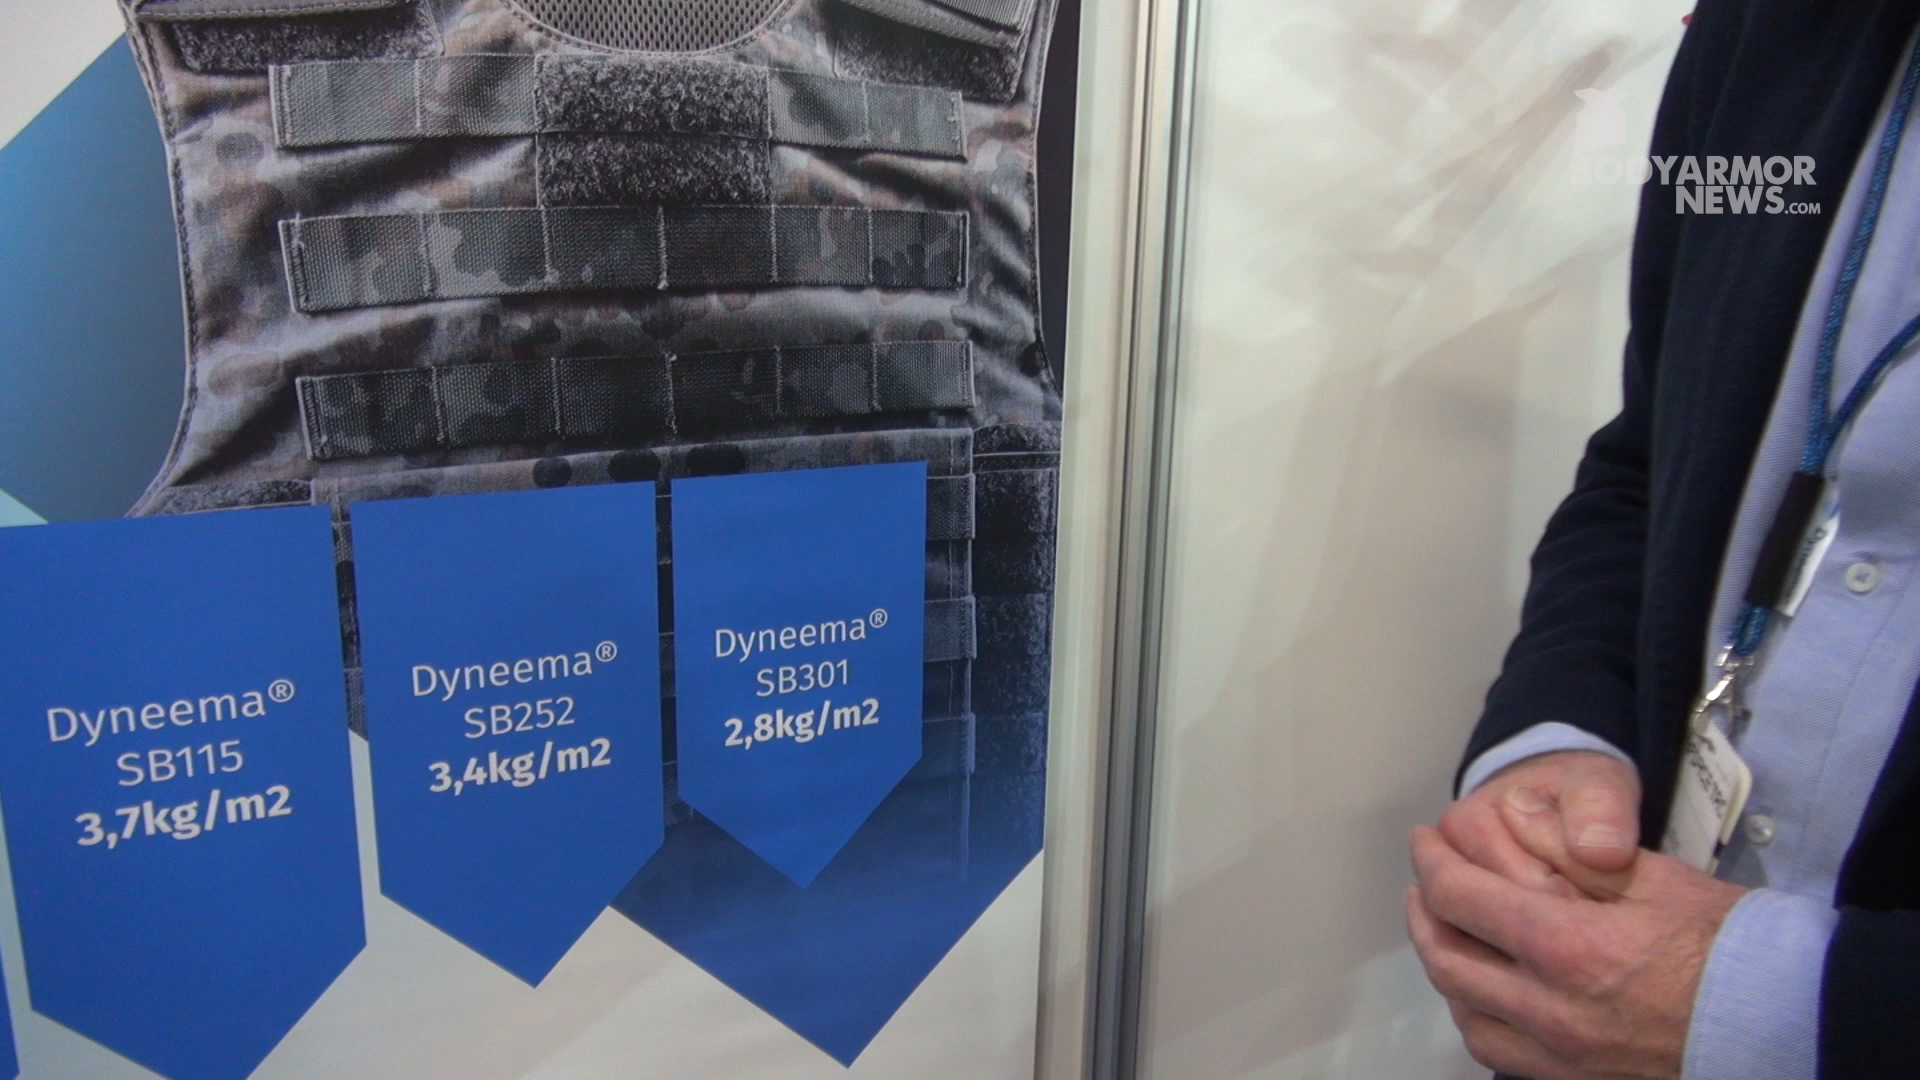 BODYARMOR
NEWS.COM
Dyneema®
SB115
3,7kg/m2
Dyneema®
SB252
3,4kg/m2
Dyneema®
SB301
2,8kg/m2